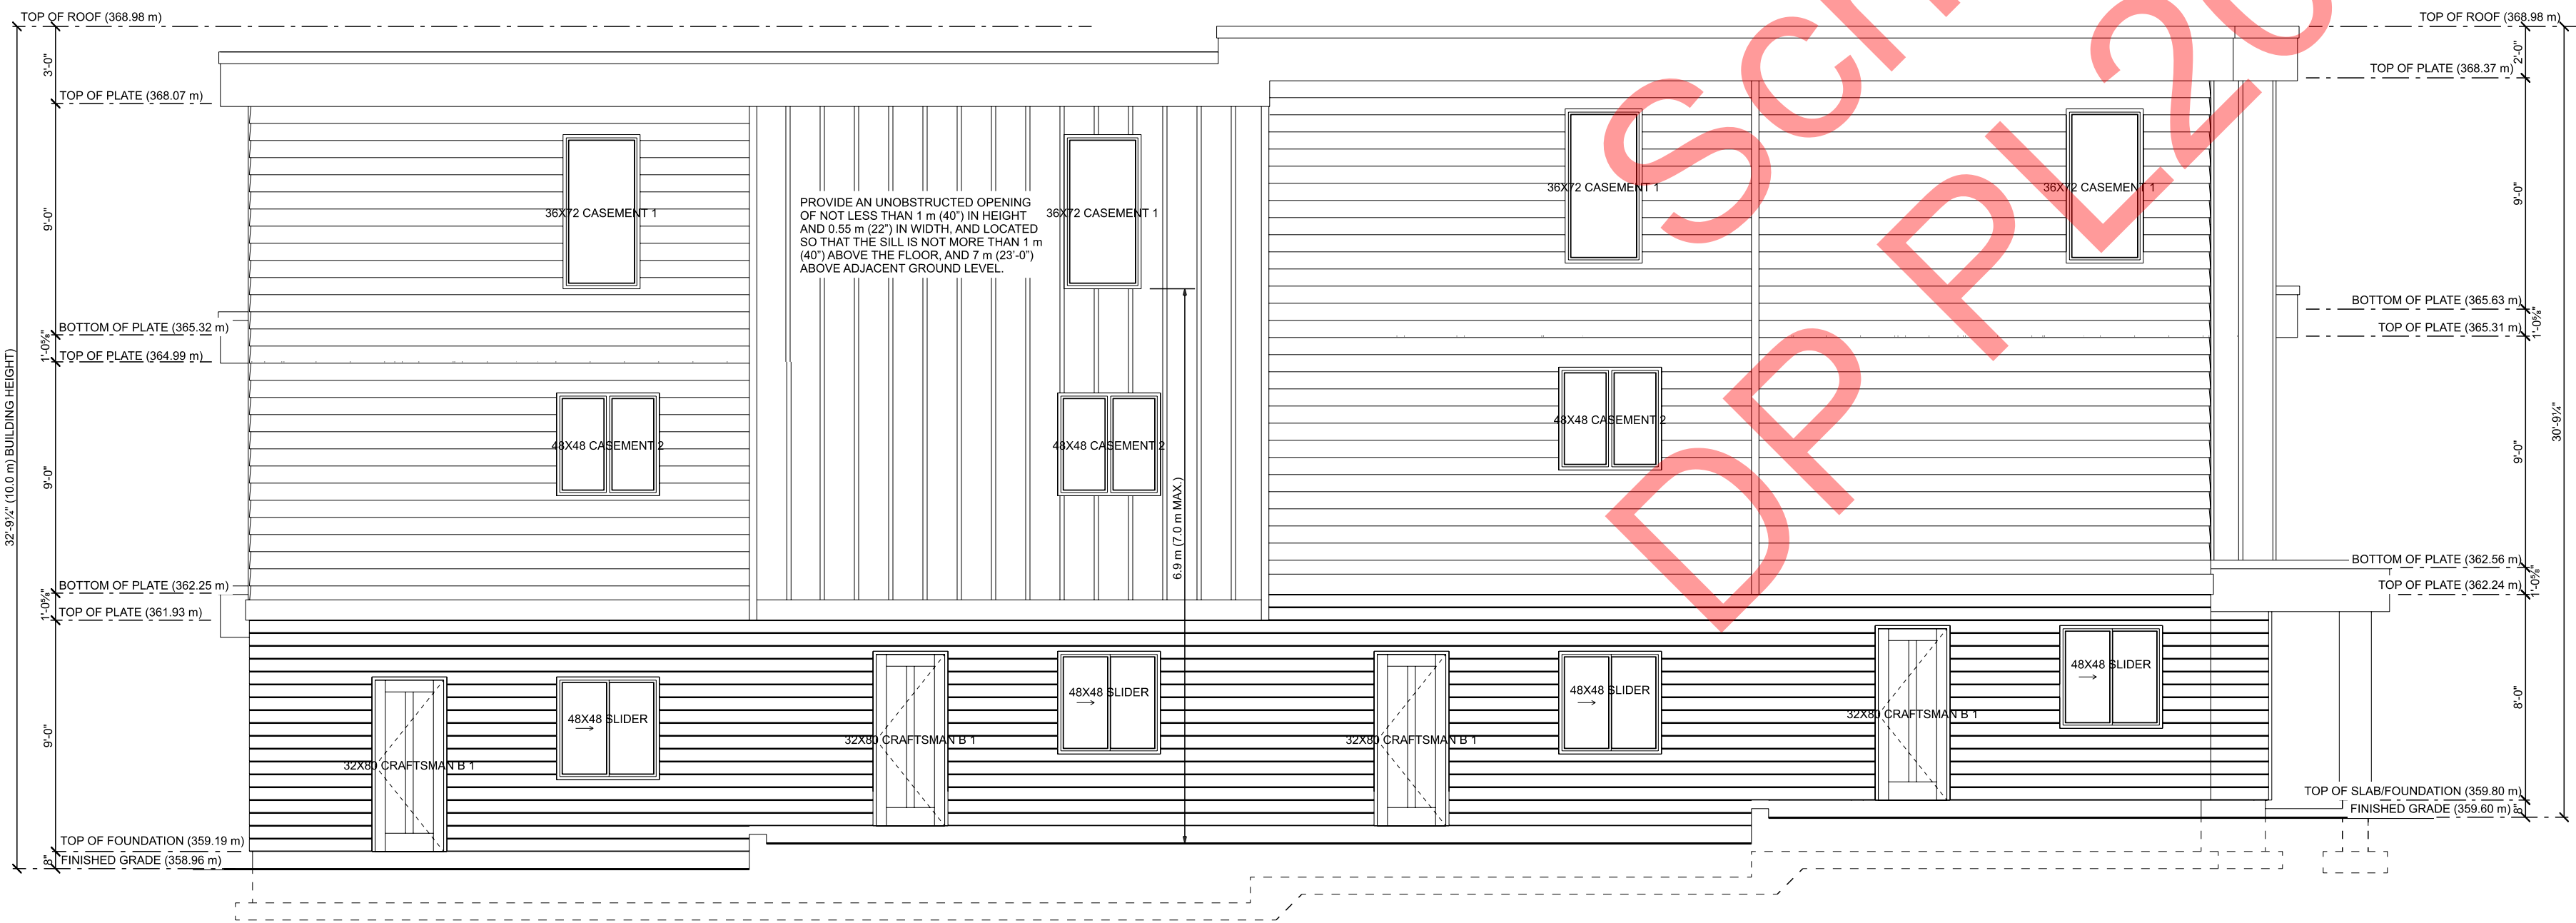 TOP OF ROOF (368.98 m)
TOP OF ROOF (368.98 m)
3'-0"
2'-0"
TOP OF PLATE (368.07 m)
TOP OF PLATE (368.37 m)
36X72 CASEMENT 1
36X72 CASEMENT 1
36X72 CASEMENT 1
36X72 CASEMENT 1
PROVIDE AN UNOBSTRUCTED OPENING
OF NOT LESS THAN 1 m (40") IN HEIGHT
AND 0.55 m (22") IN WIDTH, AND LOCATED
SO THAT THE SILL IS NOT MORE THAN 1 m
(40") ABOVE THE FLOOR, AND 7 m (23'-0")
ABOVE ADJACENT GROUND LEVEL.
9'-0"
9'-0"
BOTTOM OF PLATE (365.32 m)
BOTTOM OF PLATE (365.63 m)
1'-0⅝"
1'-0⅝"
TOP OF PLATE (364.99 m)
TOP OF PLATE (365.31 m)
32'-9¼" (10.0 m) BUILDING HEIGHT)
30'-9¼"
48X48 CASEMENT 2
48X48 CASEMENT 2
48X48 CASEMENT 2
9'-0"
9'-0"
6.9 m (7.0 m MAX.)
BOTTOM OF PLATE (362.25 m)
BOTTOM OF PLATE (362.56 m)
1'-0⅝"
1'-0⅝"
TOP OF PLATE (361.93 m)
TOP OF PLATE (362.24 m)
48X48 SLIDER
48X48 SLIDER
48X48 SLIDER
48X48 SLIDER
32X80 CRAFTSMAN B 1
32X80 CRAFTSMAN B 1
32X80 CRAFTSMAN B 1
32X80 CRAFTSMAN B 1
9'-0"
8'-0"
TOP OF FOUNDATION (359.19 m)
TOP OF SLAB/FOUNDATION (359.80 m)
8"
8"
FINISHED GRADE (358.96 m)
FINISHED GRADE (359.60 m)
DP PL20